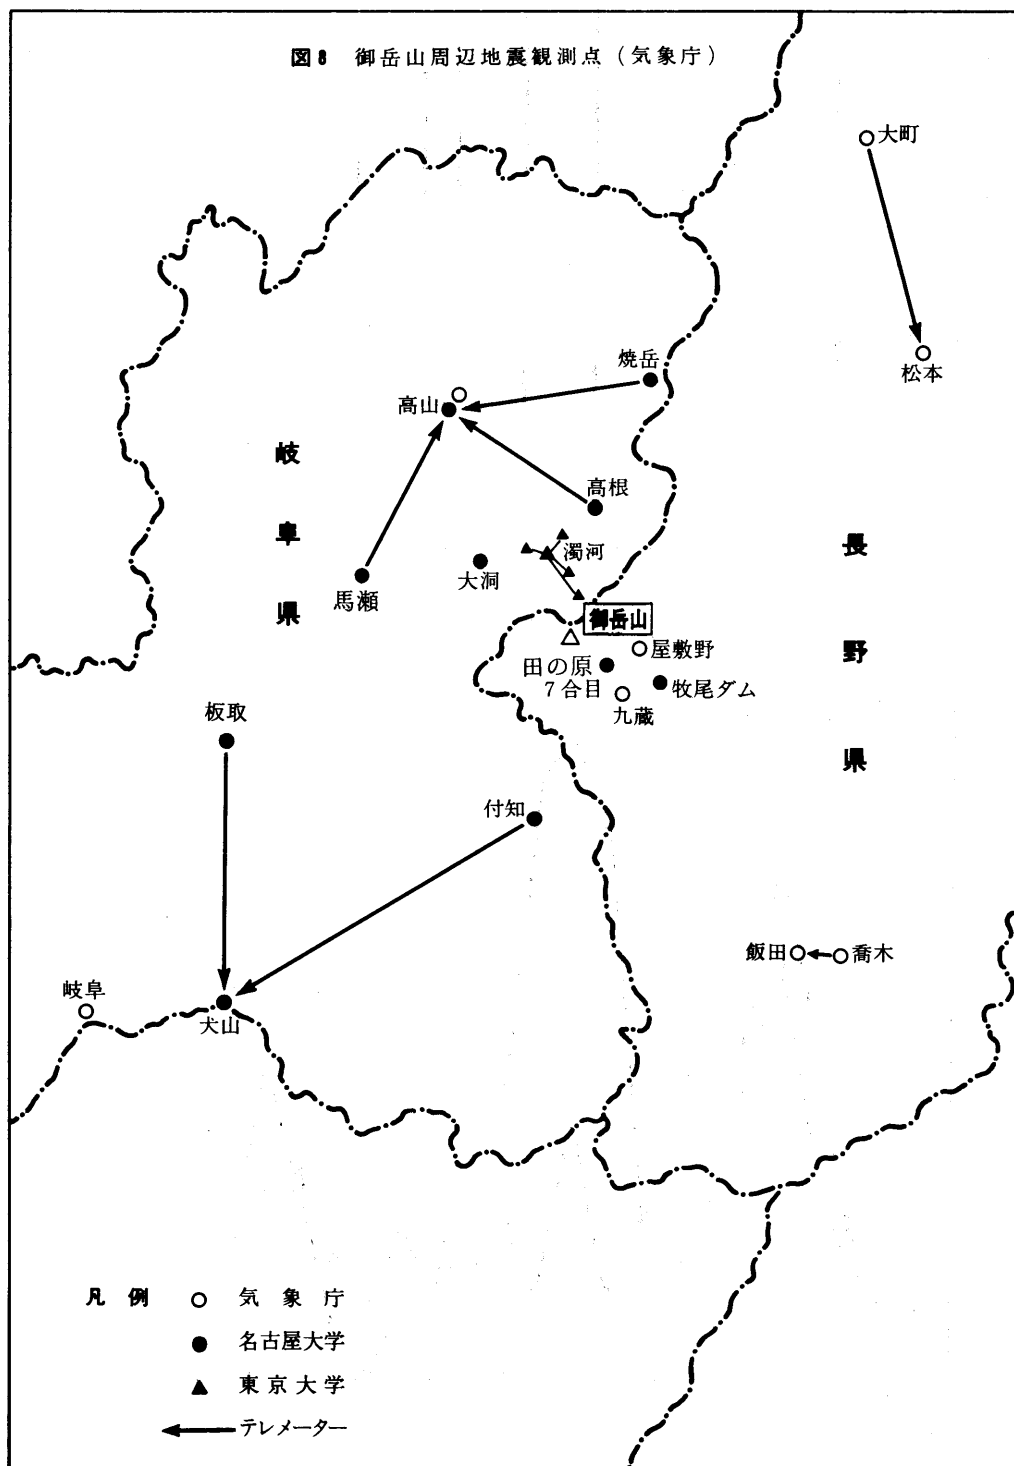 図8 御岳山周辺地震観測点(気象庁)
大町
松本
焼岳
高山
岐阜県
高根
長野県
濁河
大洞
馬瀬
御岳山
屋敷野
田の原
7合目
牧尾ダム
九蔵
板取
付知
飯田
喬木
岐阜
犬山
凡例
気象庁
名古屋大学
東京大学
テレメーター